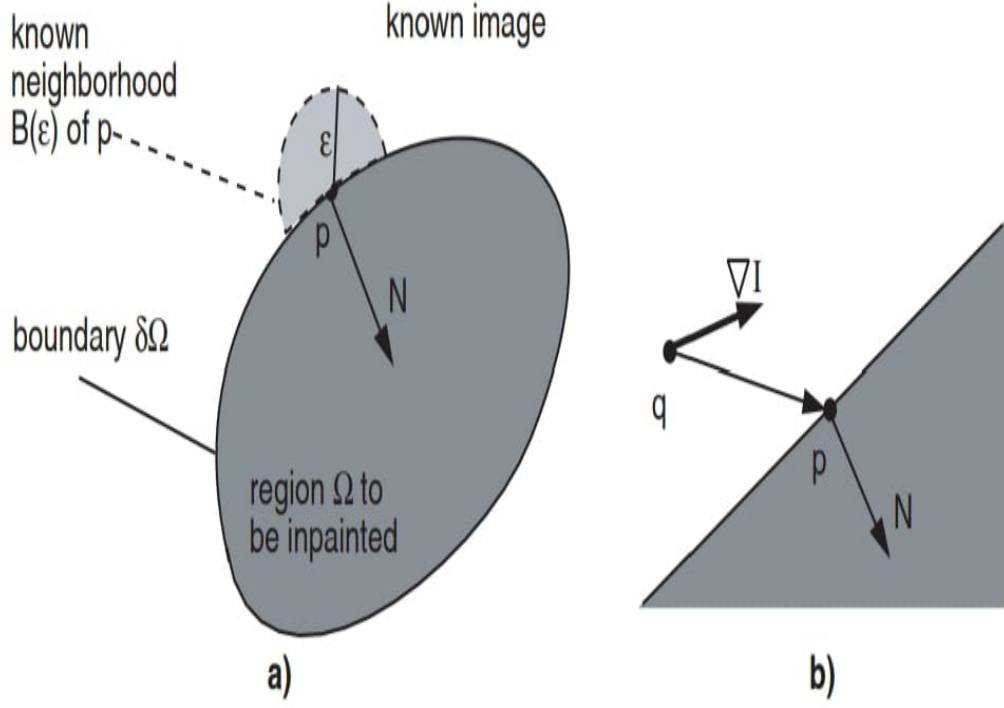 known
neighborhood
B(ε) of p
known image
ε
p
N
boundary δΩ
region Ω to
be inpainted
a)
∇I
q
p
N
b)